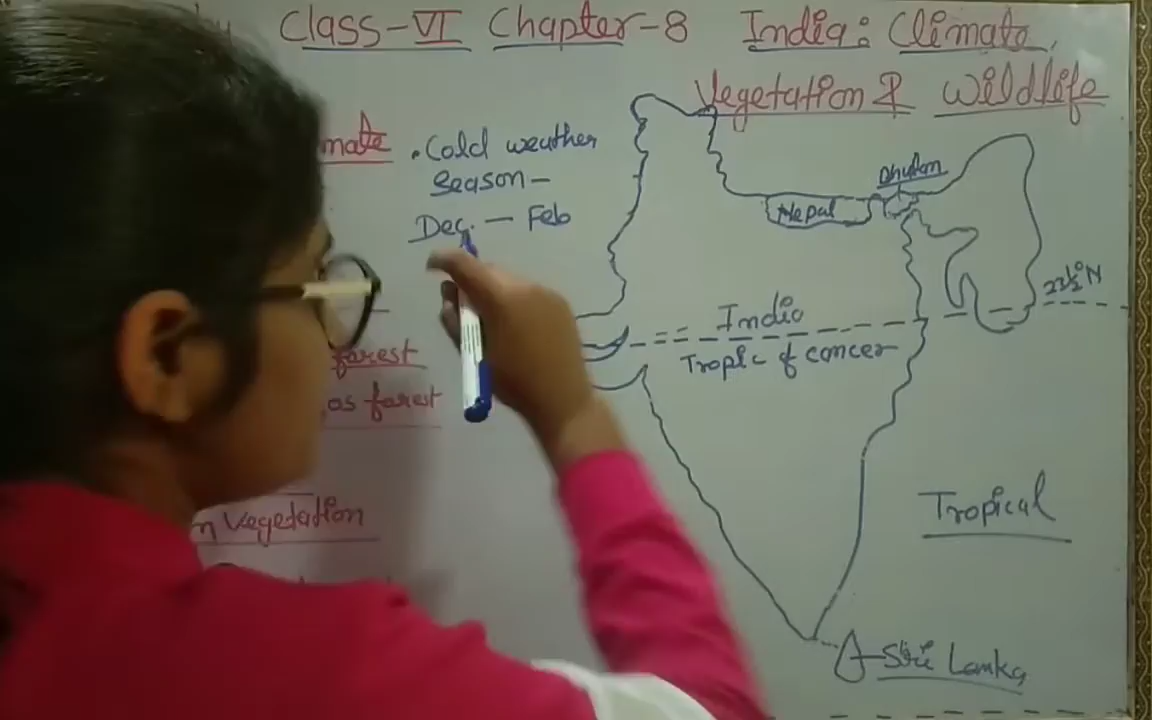 Class-VI Chapter-8 India: Climate,
Vegetation & Wildlife
mate
• Cold weather
Season-
Dec. - Feb
Bhutan
Nepal
23½°N
India
Tropic of cancer
forest
forest
Vegetation
Tropical
Sri Lanka